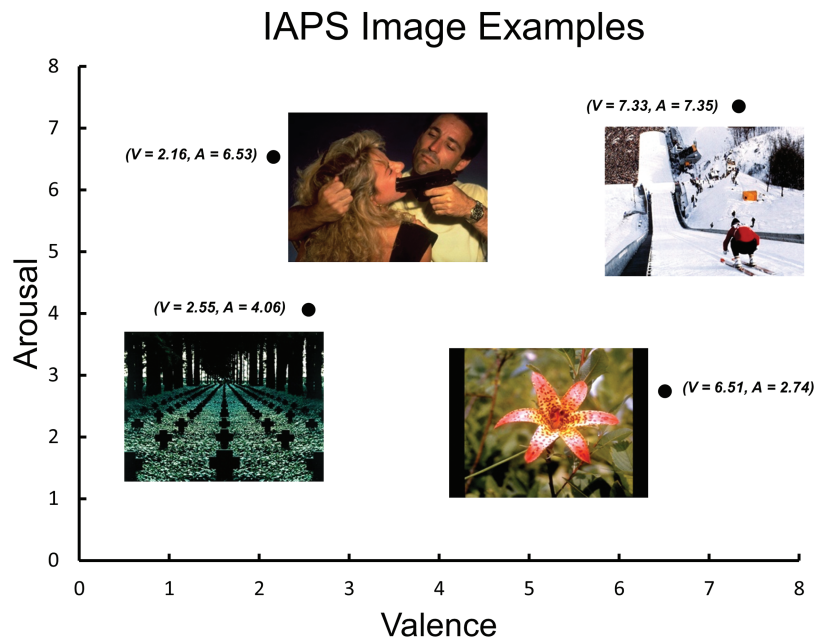 IAPS Image Examples
8
7
6
5
4
3
2
1
0
Arousal
(V = 7.33, A = 7.35)
(V = 2.16, A = 6.53)
(V = 2.55, A = 4.06)
(V = 6.51, A = 2.74)
0 1 2 3 4 5 6 7 8
Valence